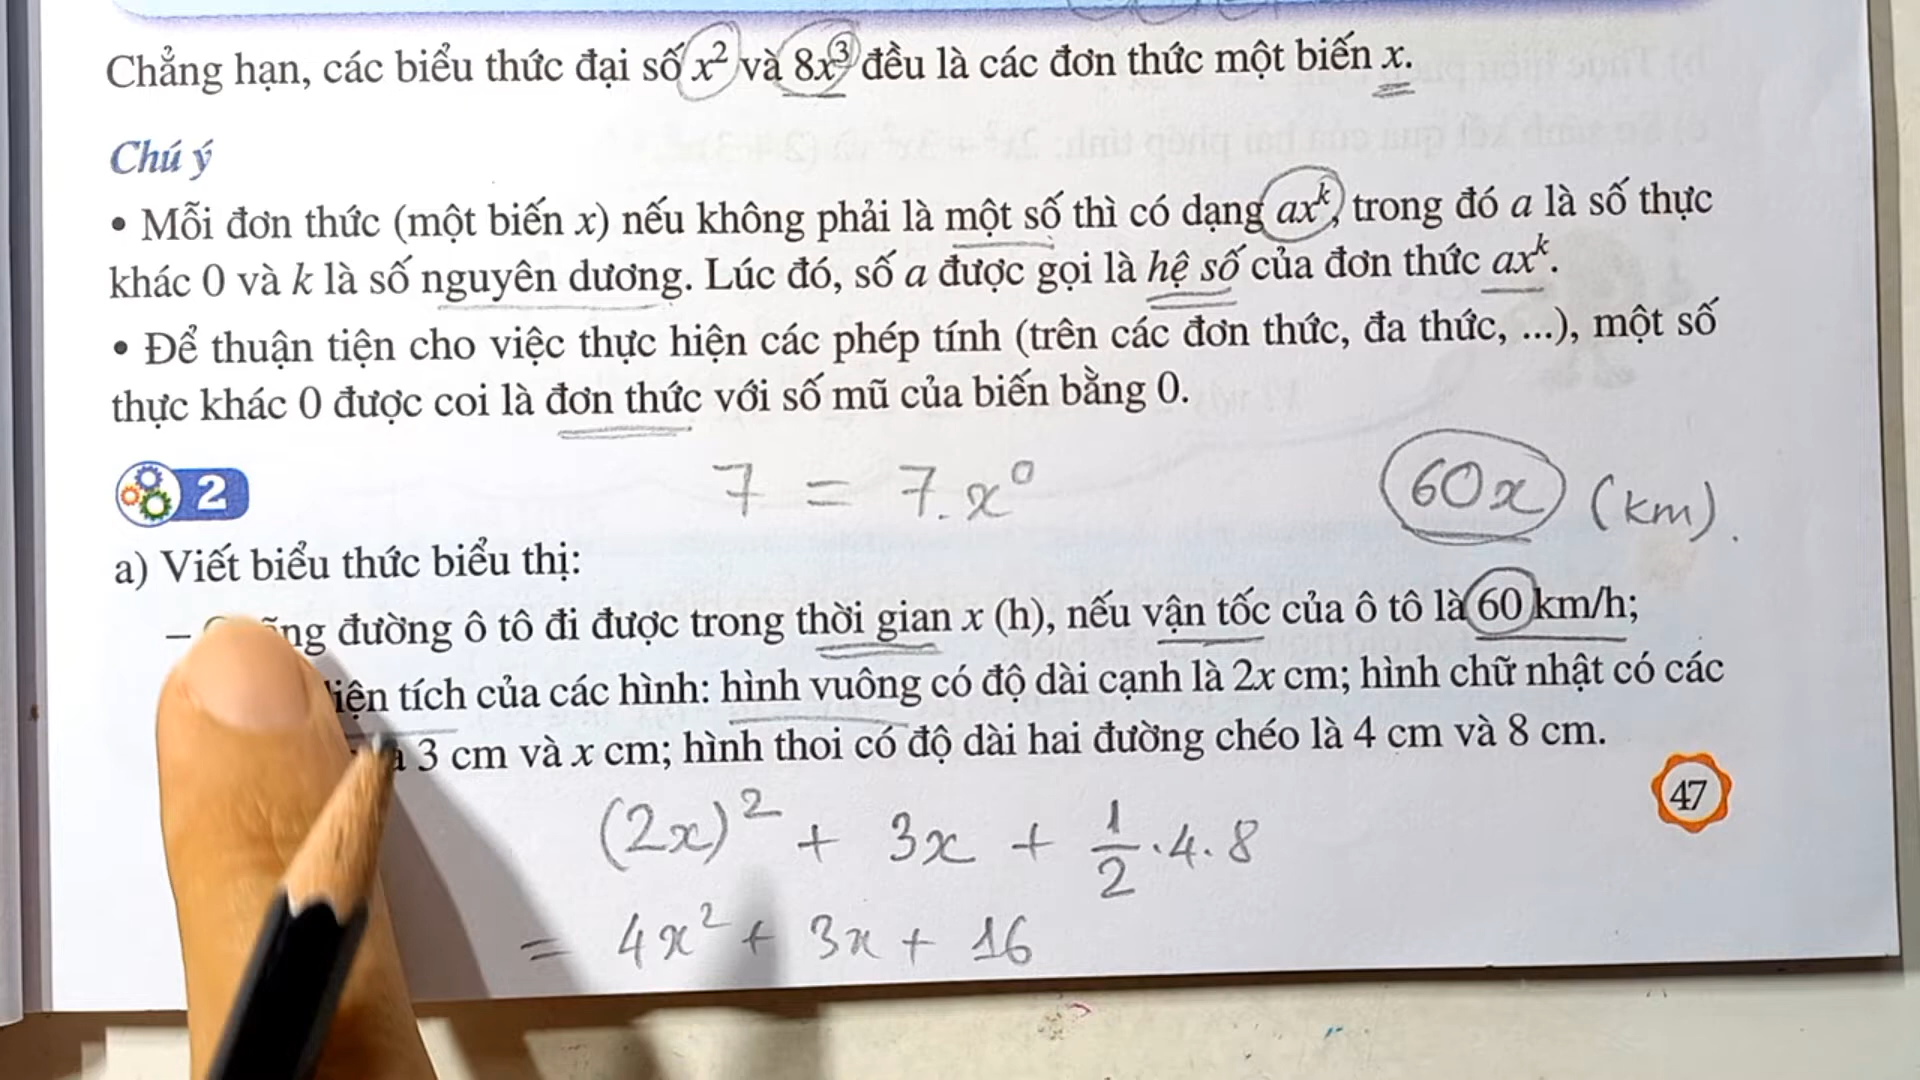 Chẳng hạn, các biểu thức đại số x² và 8x³ đều là các đơn thức một biến x.
Chú ý
• Mỗi đơn thức (một biến x) nếu không phải là một số thì có dạng axᵏ, trong đó a là số thực
khác 0 và k là số nguyên dương. Lúc đó, số a được gọi là hệ số của đơn thức axᵏ.
• Để thuận tiện cho việc thực hiện các phép tính (trên các đơn thức, đa thức, ...), một số
thực khác 0 được coi là đơn thức với số mũ của biến bằng 0.
2
7 = 7.x⁰
60x (km).
a) Viết biểu thức biểu thị:
– đường ô tô đi được trong thời gian x (h), nếu vận tốc của ô tô là 60 km/h;
tích của các hình: hình vuông có độ dài cạnh là 2x cm; hình chữ nhật có các
3 cm và x cm; hình thoi có độ dài hai đường chéo là 4 cm và 8 cm.
47
(2x)² + 3x + 1/2 . 4 . 8
= 4x² + 3x + 16